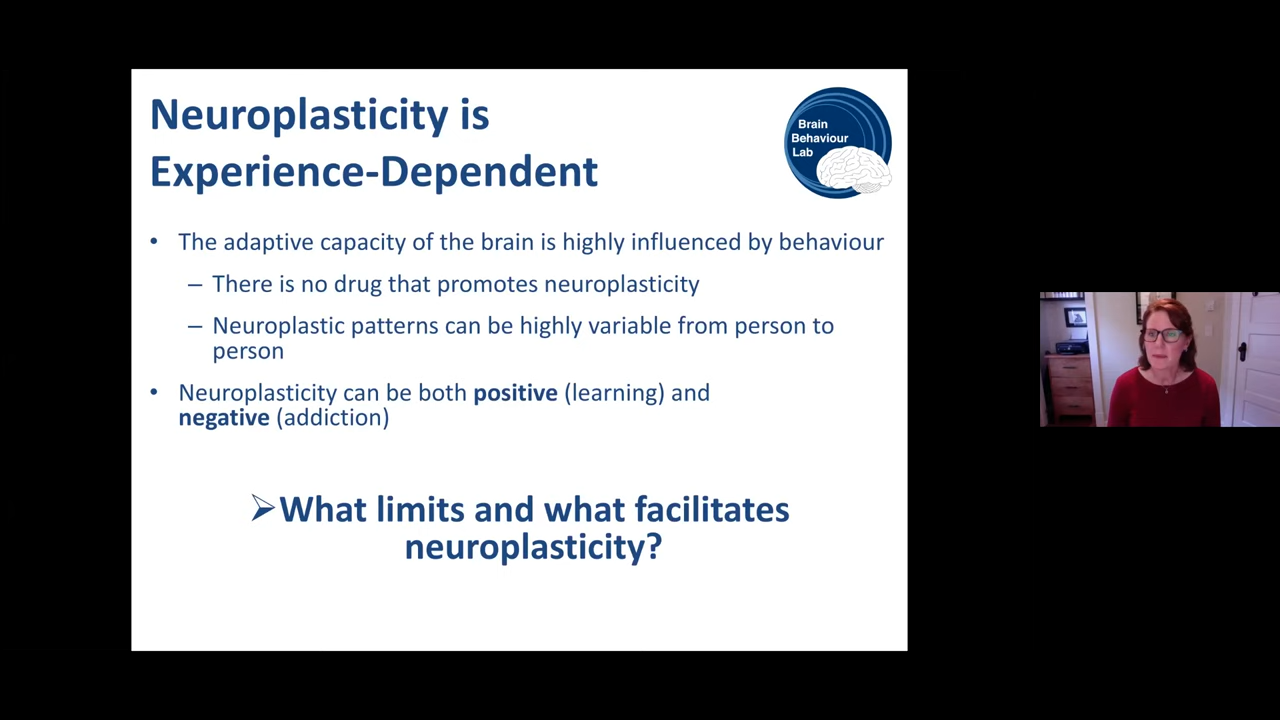 Neuroplasticity is
Experience-Dependent
Brain
Behaviour
Lab
• The adaptive capacity of the brain is highly influenced by behaviour
– There is no drug that promotes neuroplasticity
– Neuroplastic patterns can be highly variable from person to
person
• Neuroplasticity can be both positive (learning) and
negative (addiction)
➢What limits and what facilitates
neuroplasticity?